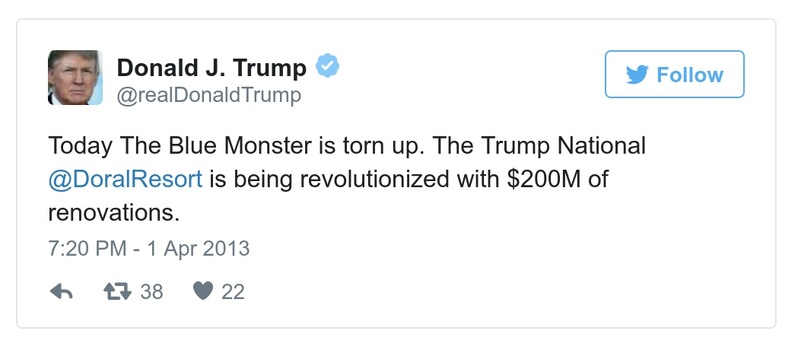 Donald J. Trump
Follow
@realDonaldTrump
Today The Blue Monster is torn up. The Trump National
@DoralResort is being revolutionized with $200M of
renovations.
7:20 PM - 1 Apr 2013
38 22